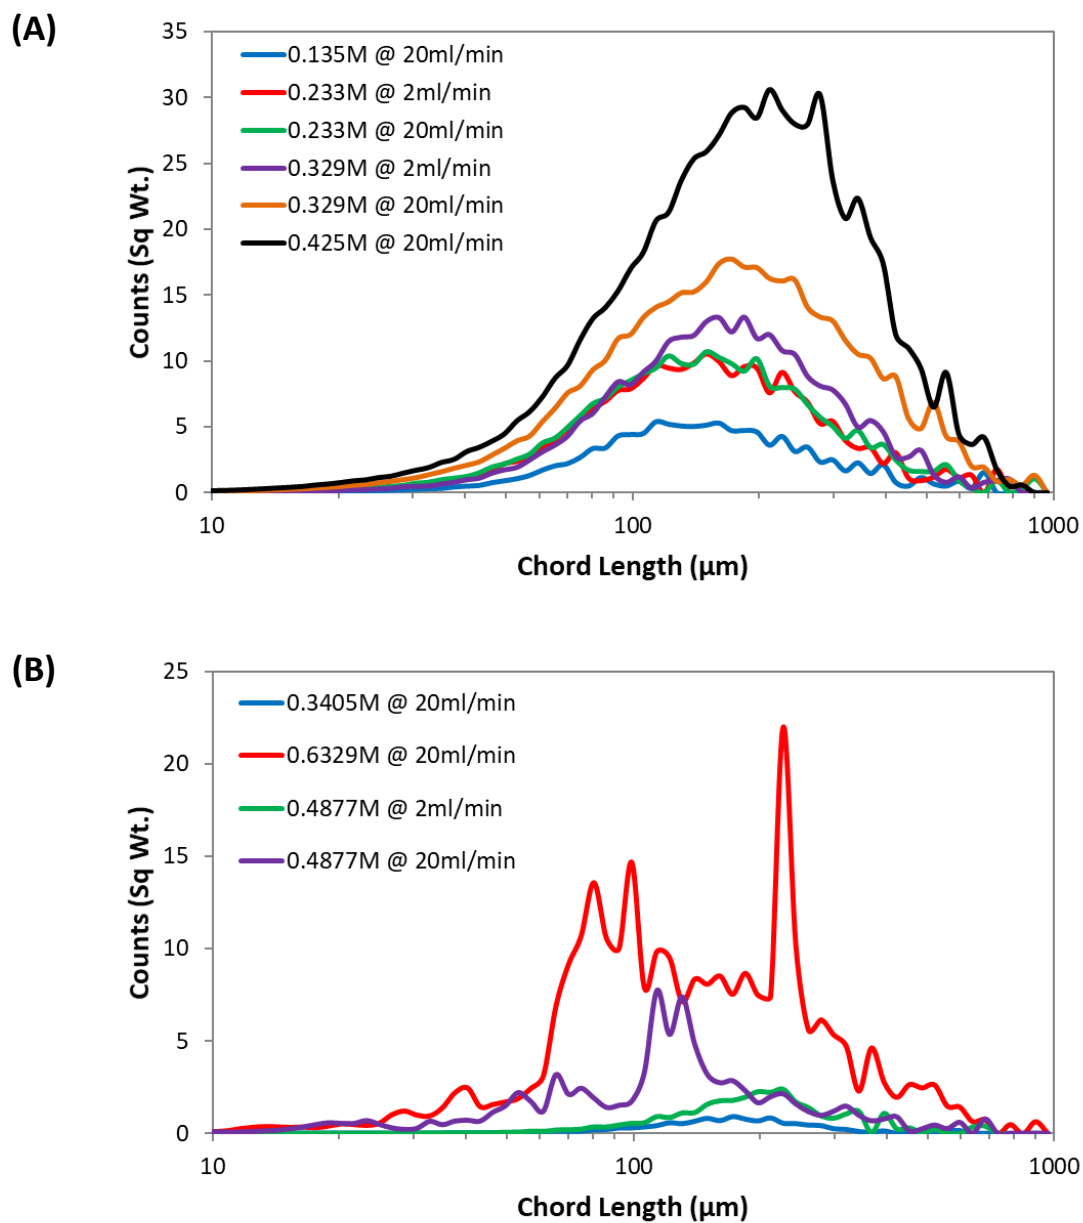 (A)
35
30
25
20
15
10
5
0
Counts (Sq Wt.)
0.135M @ 20ml/min
0.233M @ 2ml/min
0.233M @ 20ml/min
0.329M @ 2ml/min
0.329M @ 20ml/min
0.425M @ 20ml/min
10 100 1000
Chord Length (µm)
(B)
25
20
15
10
5
0
Counts (Sq Wt.)
0.3405M @ 20ml/min
0.6329M @ 20ml/min
0.4877M @ 2ml/min
0.4877M @ 20ml/min
10 100 1000
Chord Length (µm)